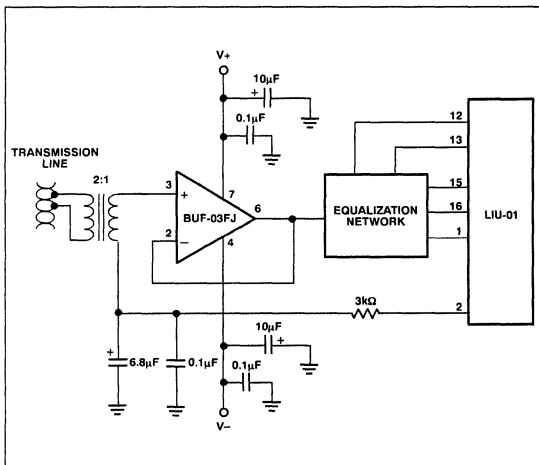 V+
10µF
+
0.1µF
TRANSMISSION
LINE
2:1
3
+
7
BUF-03FJ
6
2
–
4
EQUALIZATION
NETWORK
12
13
15
16
1
LIU-01
3kΩ
2
+
6.8µF
0.1µF
10µF
+
0.1µF
V–